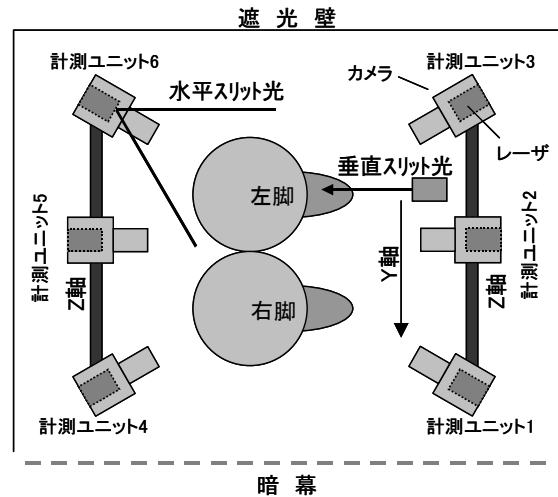 遮光壁
計測ユニット6
計測ユニット3
カメラ
水平スリット光
レーザ
垂直スリット光
左脚
計測ユニット5
Z軸
Y軸
Z軸
計測ユニット2
右脚
計測ユニット4
計測ユニット1
暗幕